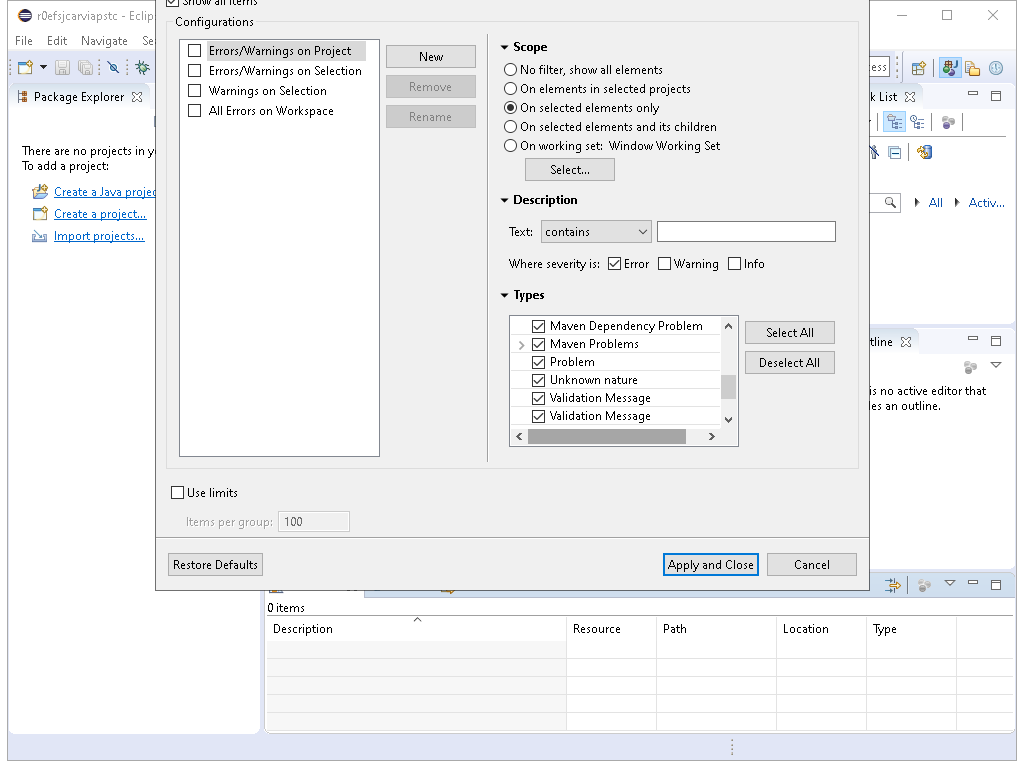 r0efsjcarviapstc - Eclip
Show all items
File Edit Navigate Se
Configurations
Errors/Warnings on Project
Errors/Warnings on Selection
Warnings on Selection
All Errors on Workspace
New
Remove
Rename
Scope
No filter, show all elements
On elements in selected projects
On selected elements only
On selected elements and its children
On working set: Window Working Set
Select...
Description
Text: contains
Where severity is: Error Warning Info
Types
Maven Dependency Problem
Maven Problems
Problem
Unknown nature
Validation Message
Validation Message
Select All
Deselect All
Use limits
Items per group: 100
Restore Defaults
Apply and Close
Cancel
Package Explorer
There are no projects in y
To add a project:
Create a Java projec
Create a project...
Import projects...
ess
k List
All Activ...
tline
is no active editor that
des an outline.
0 items
Description Resource Path Location Type